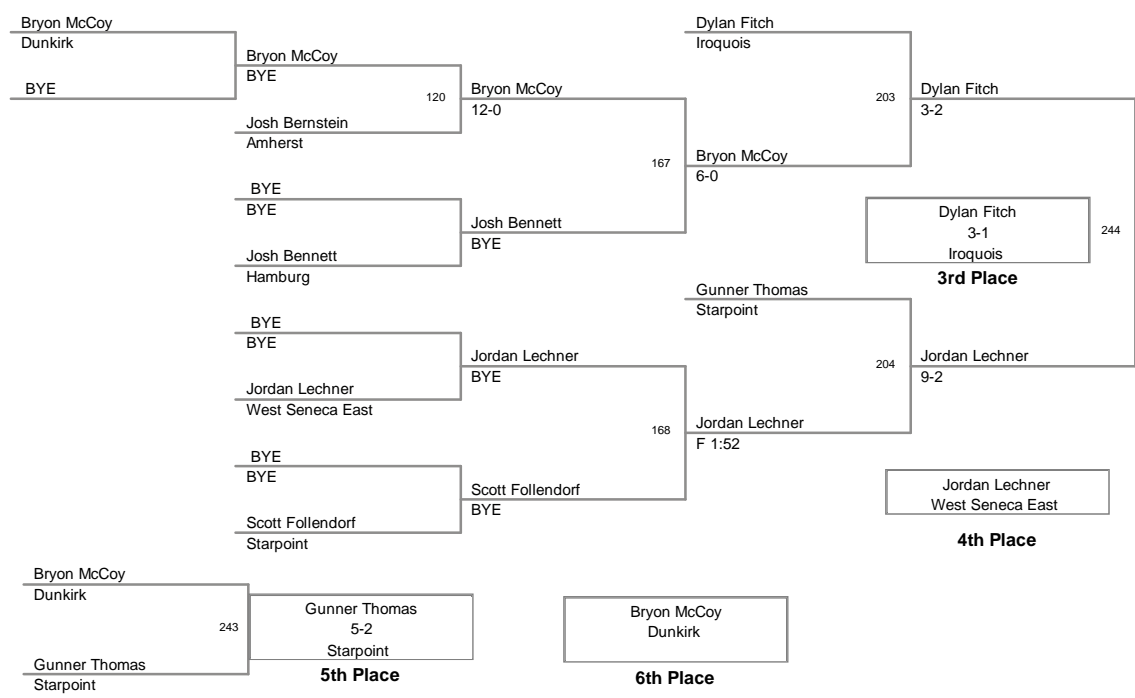 Bryon McCoy
Dunkirk
BYE
Bryon McCoy
BYE
Josh Bernstein
Amherst
120
BYE
BYE
Josh Bennett
Hamburg
BYE
BYE
Jordan Lechner
West Seneca East
BYE
BYE
Scott Follendorf
Starpoint
Bryon McCoy
12-0
Josh Bennett
BYE
167
Jordan Lechner
BYE
Scott Follendorf
BYE
168
Dylan Fitch
Iroquois
Bryon McCoy
6-0
203
Gunner Thomas
Starpoint
Jordan Lechner
F 1:52
204
Dylan Fitch
3-2
Jordan Lechner
9-2
244
Dylan Fitch
3-1
Iroquois
3rd Place
Jordan Lechner
West Seneca East
4th Place
Bryon McCoy
Dunkirk
Gunner Thomas
Starpoint
243
Gunner Thomas
5-2
Starpoint
5th Place
Bryon McCoy
Dunkirk
6th Place